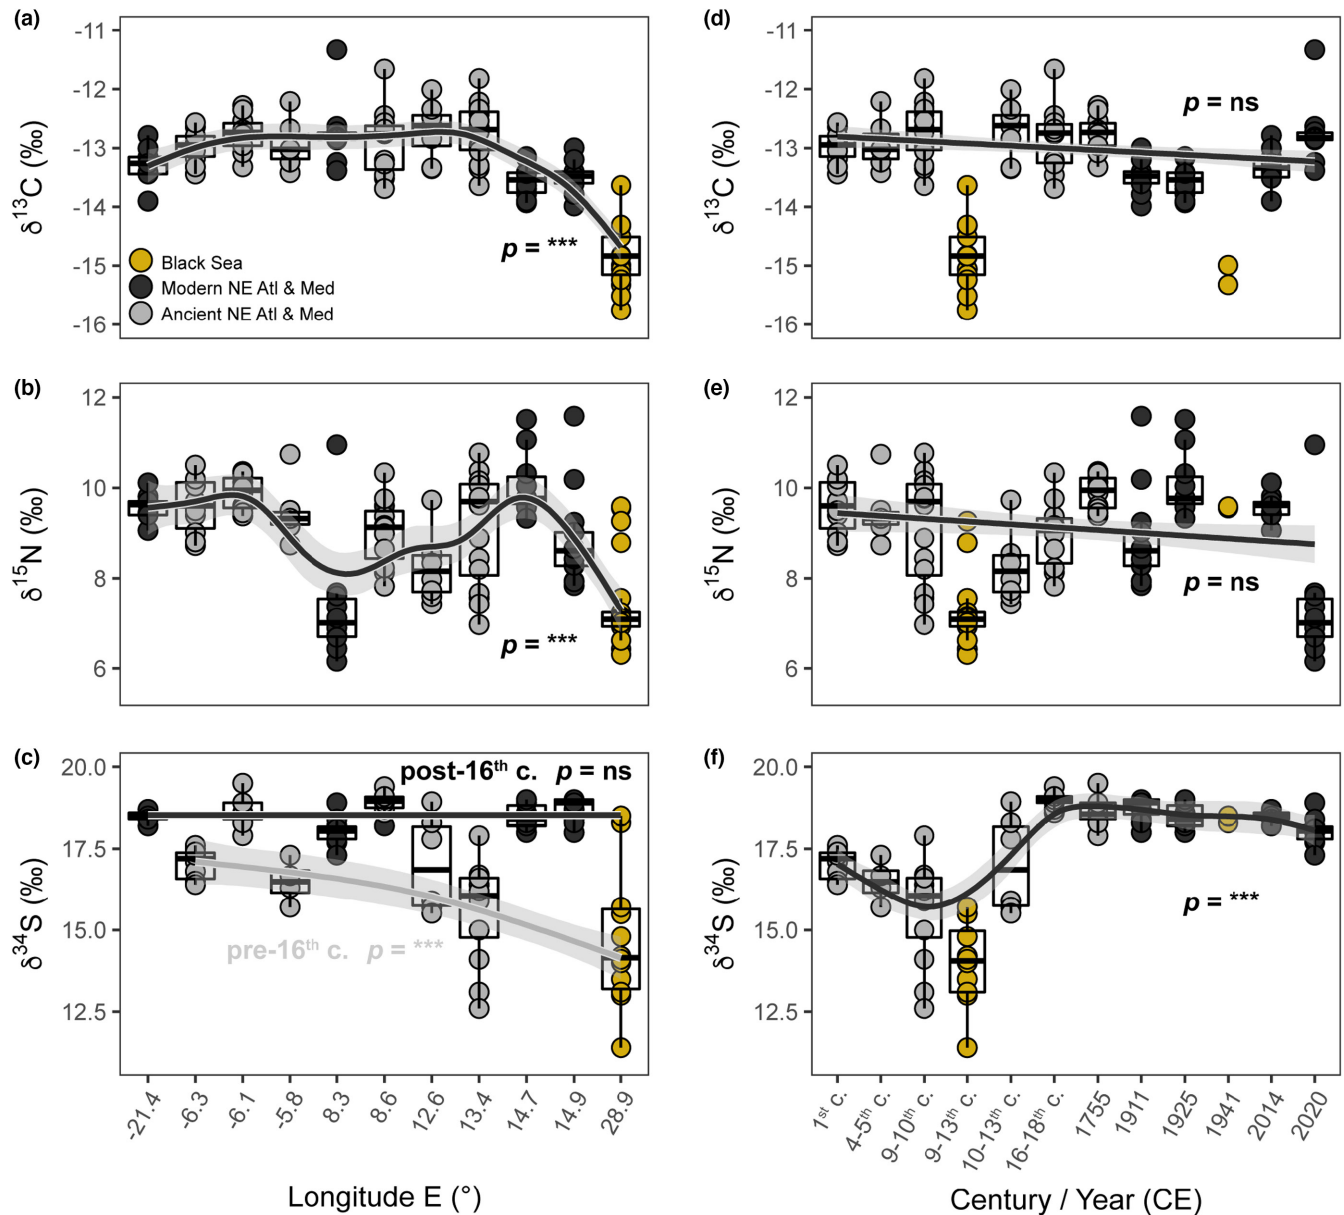 (a)
-11
-12
-13
-14
-15
-16
δ¹³C (‰)
p = ***
Black Sea
Modern NE Atl & Med
Ancient NE Atl & Med
(d)
-11
-12
-13
-14
-15
-16
δ¹³C (‰)
p = ns
(b)
12
10
8
6
δ¹⁵N (‰)
p = ***
(e)
12
10
8
6
δ¹⁵N (‰)
p = ns
(c)
20.0
17.5
15.0
12.5
δ³⁴S (‰)
post-16th c. p = ns
pre-16th c. p = ***
-21.4
-6.3
-6.1
-5.8
8.3
8.6
12.6
13.4
14.7
14.9
28.9
Longitude E (°)
(f)
20.0
17.5
15.0
12.5
δ³⁴S (‰)
p = ***
1st c.
4-5th c.
9-10th c.
9-13th c.
10-13th c.
16-18th c.
1755
1911
1925
1941
2014
2020
Century / Year (CE)